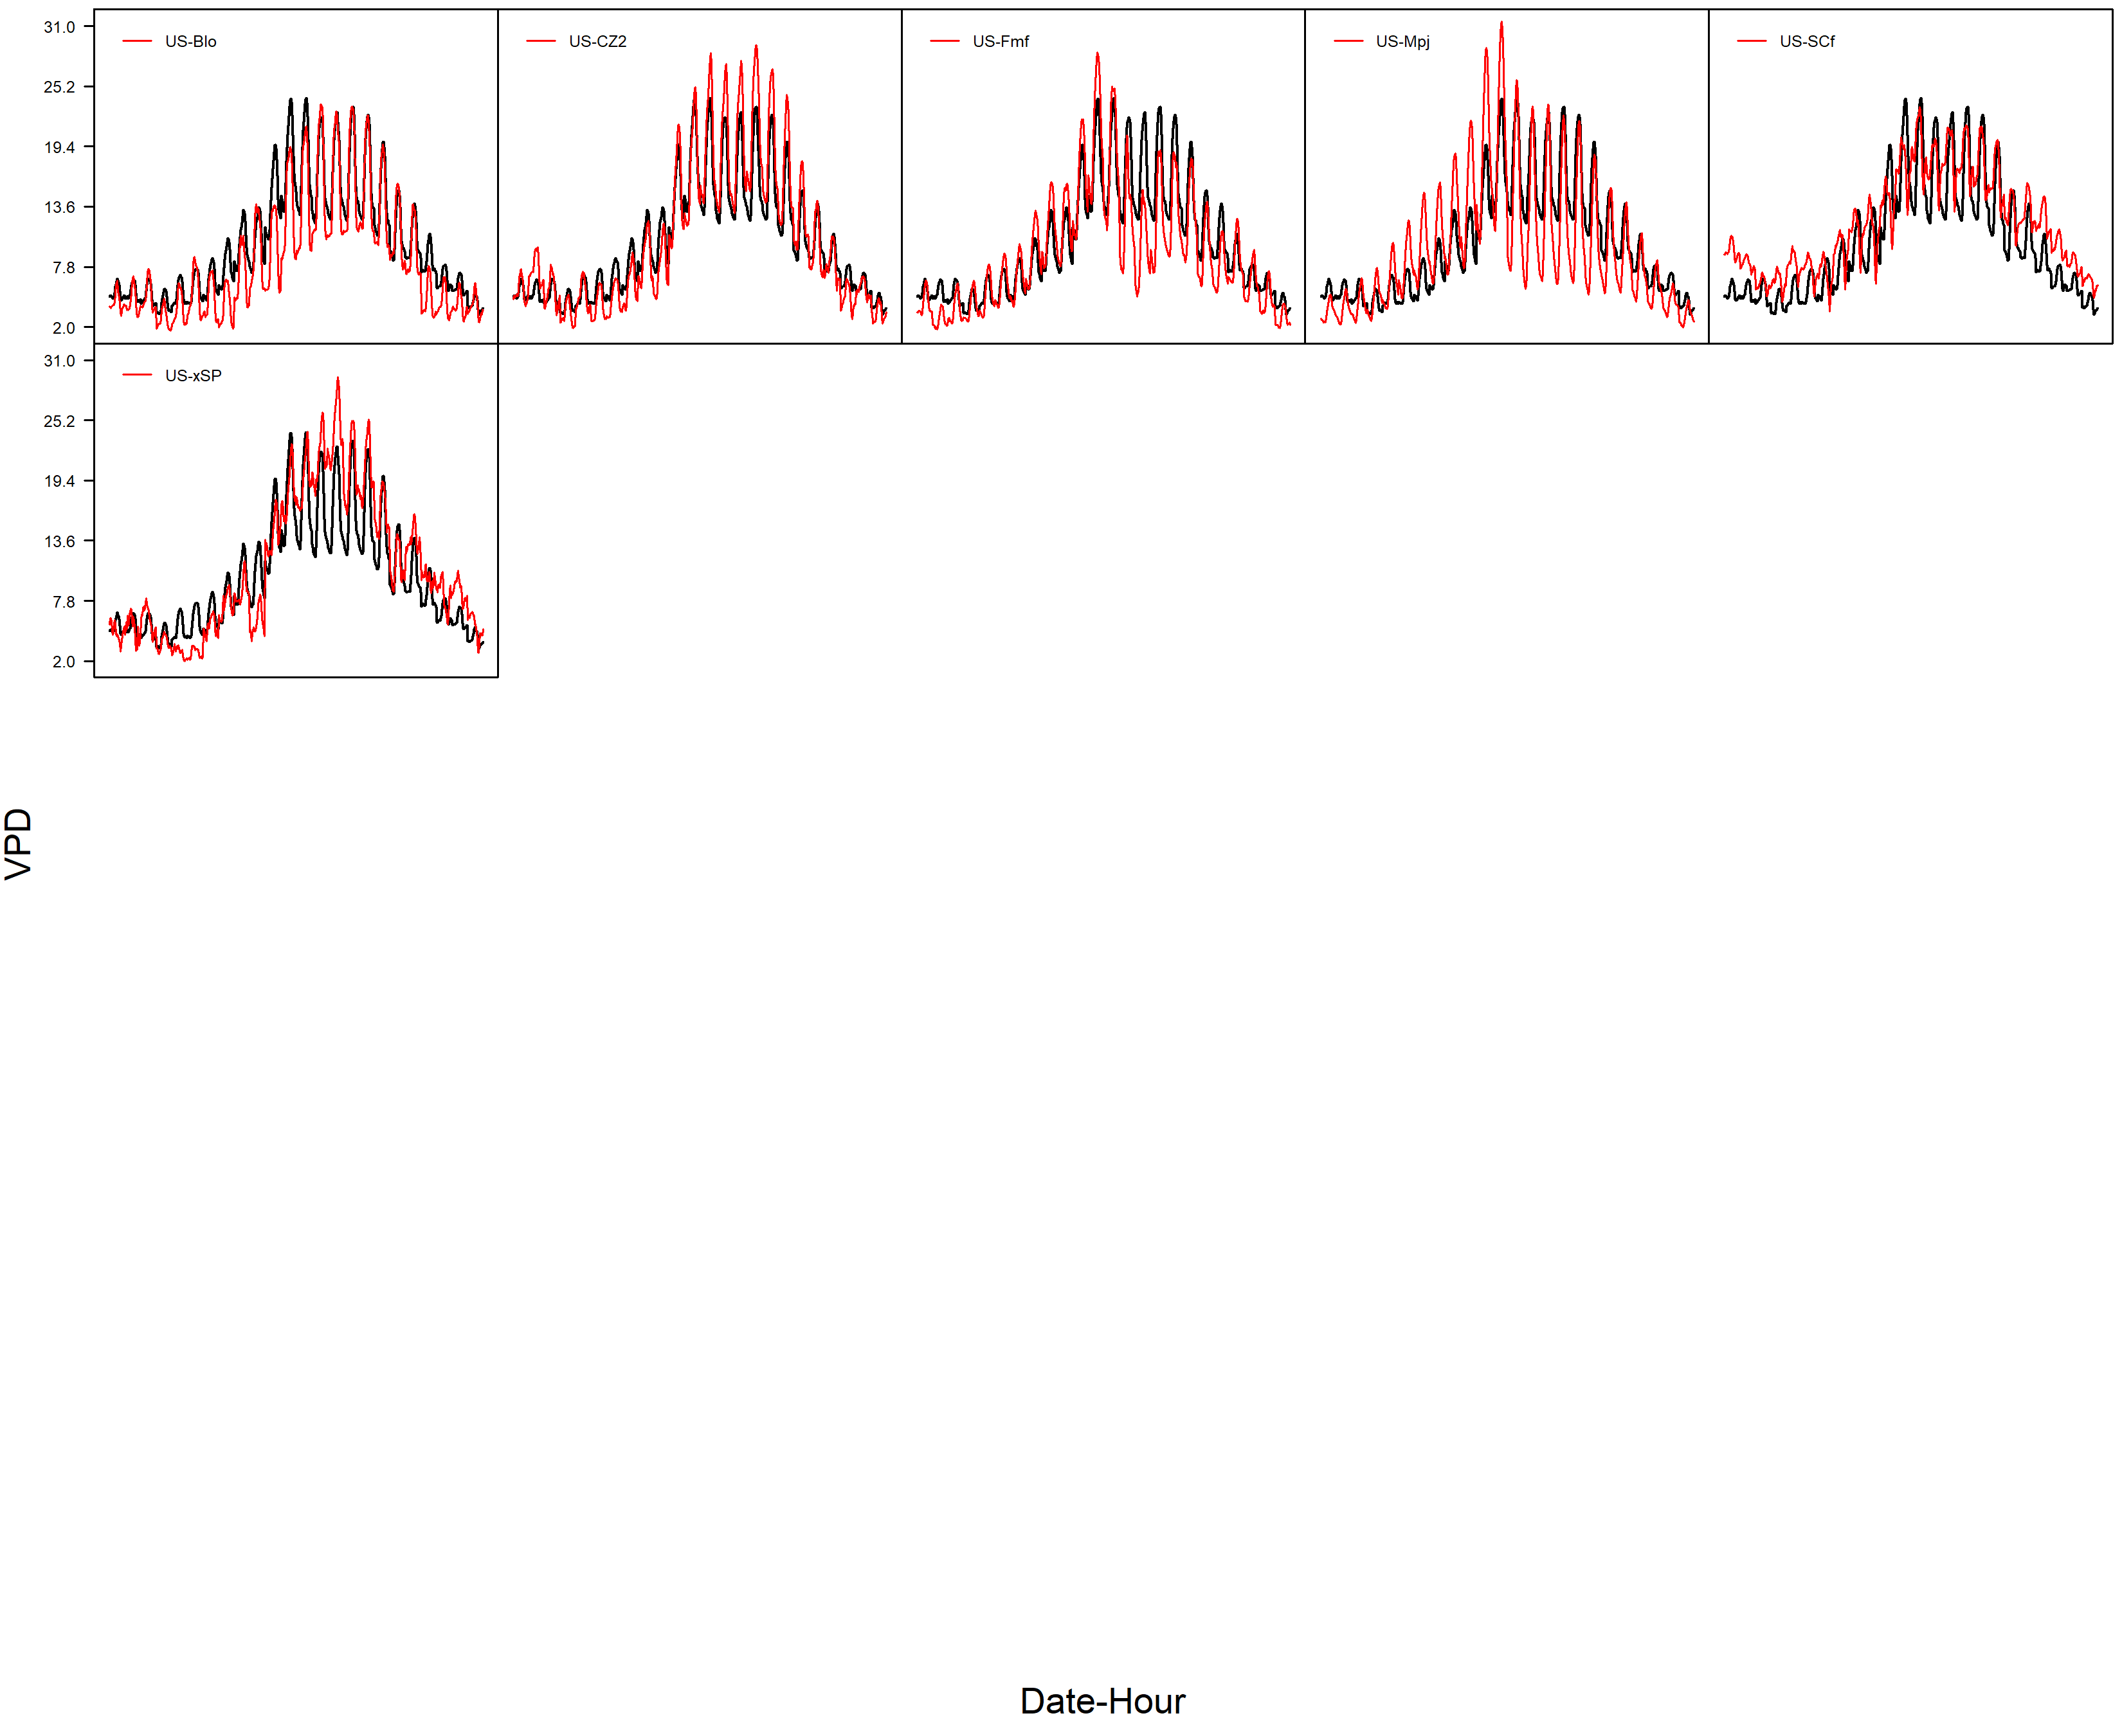 US-Blo
US-CZ2
US-Fmf
US-Mpj
US-SCf
31.0
25.2
19.4
13.6
7.8
2.0
US-xSP
31.0
25.2
19.4
13.6
7.8
2.0
VPD
Date-Hour